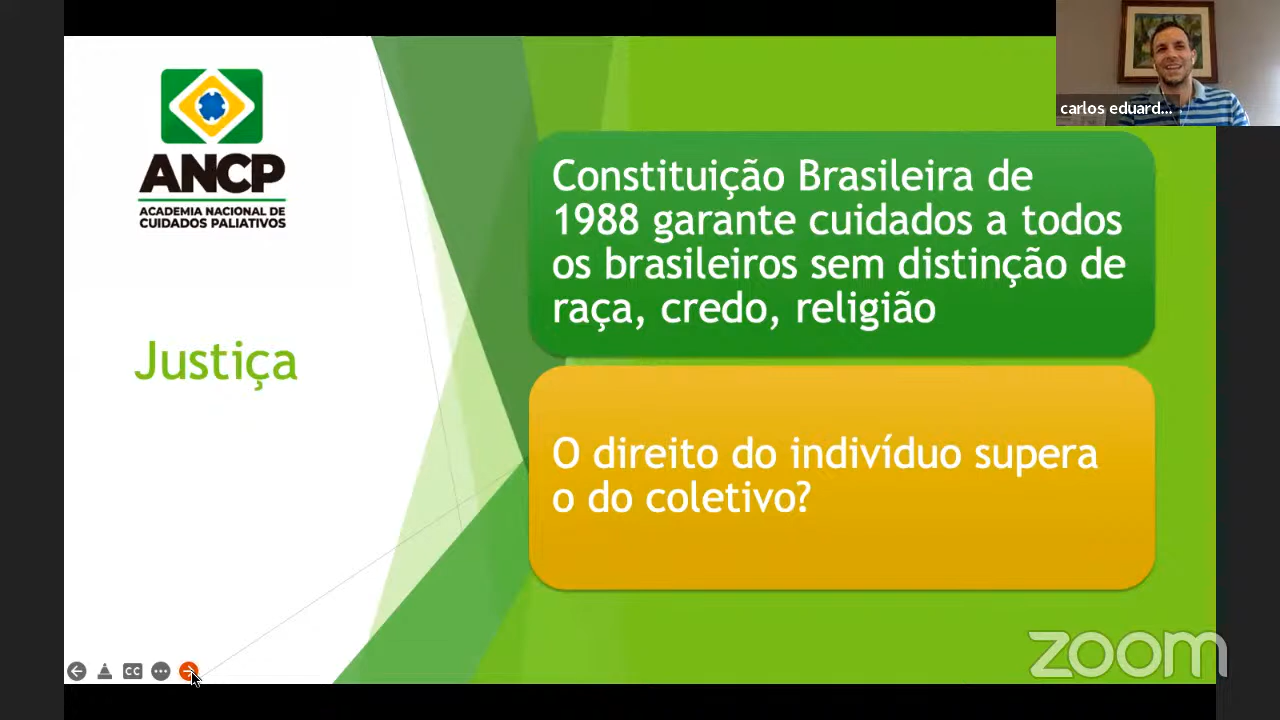 carlos eduard...
ANCP
ACADEMIA NACIONAL DE
CUIDADOS PALIATIVOS
Justiça
Constituição Brasileira de
1988 garante cuidados a todos
os brasileiros sem distinção de
raça, credo, religião
O direito do indivíduo supera
o do coletivo?
CC
zoom